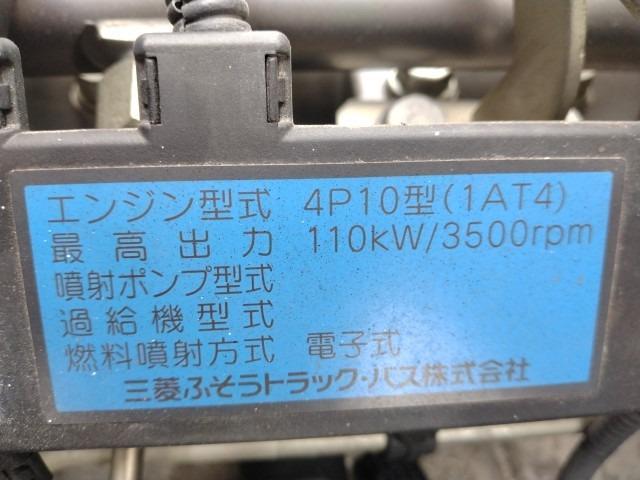 エンジン型式 4P10型(1AT4)
最高出力 110kW/3500rpm
噴射ポンプ型式
過給機型式
燃料噴射方式 電子式
三菱ふそうトラック・バス株式会社